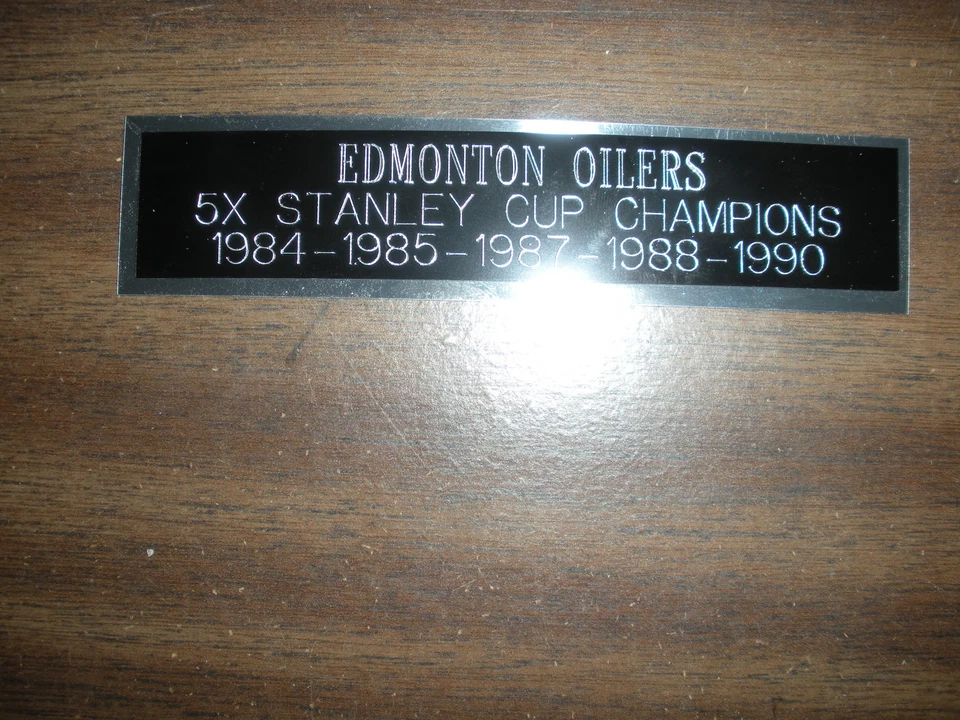 EDMONTON OILERS
5X STANLEY CUP CHAMPIONS
1984-1985-1987-1988-1990